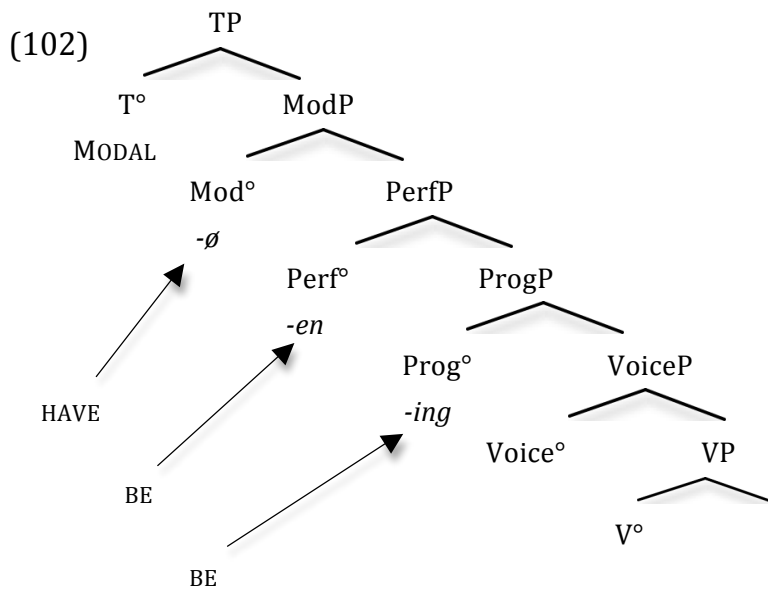 TP
(102)
T° ModP
MODAL
Mod° PerfP
-ø
Perf° ProgP
-en
Prog° VoiceP
HAVE -ing
Voice° VP
BE
V°
BE